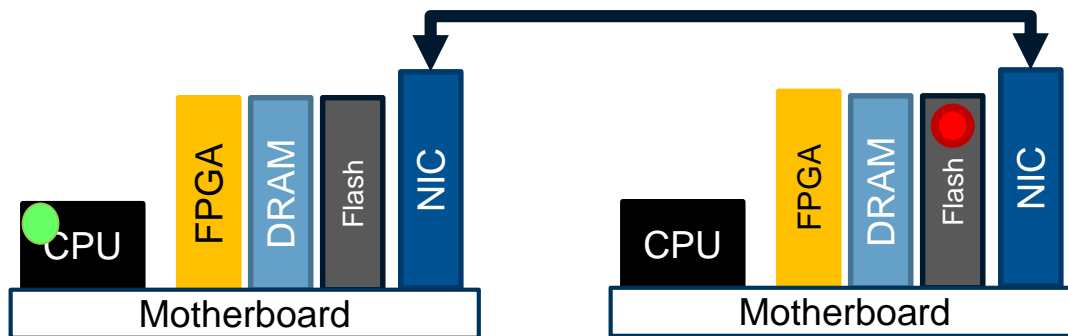 FPGA
DRAM
Flash
NIC
CPU
Motherboard
FPGA
DRAM
Flash
NIC
CPU
Motherboard